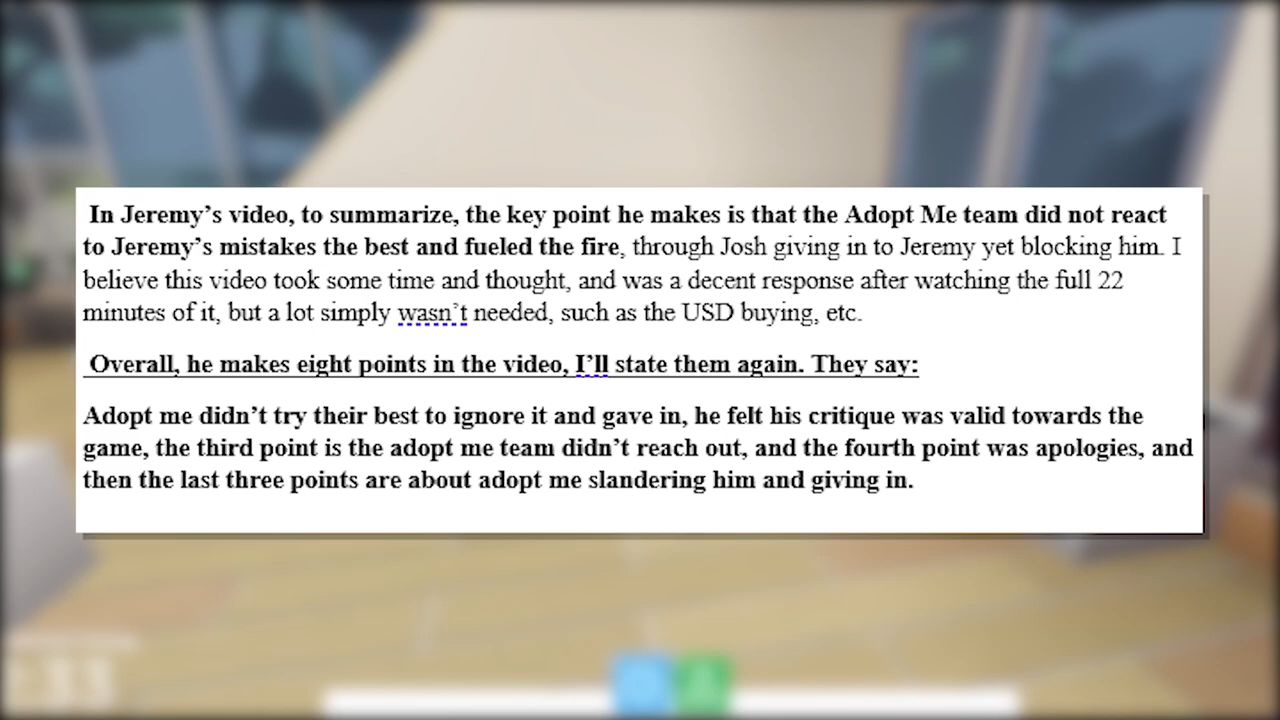 In Jeremy’s video, to summarize, the key point he makes is that the Adopt Me team did not react
to Jeremy’s mistakes the best and fueled the fire, through Josh giving in to Jeremy yet blocking him. I
believe this video took some time and thought, and was a decent response after watching the full 22
minutes of it, but a lot simply wasn’t needed, such as the USD buying, etc.
Overall, he makes eight points in the video, I’ll state them again. They say:
Adopt me didn’t try their best to ignore it and gave in, he felt his critique was valid towards the
game, the third point is the adopt me team didn’t reach out, and the fourth point was apologies, and
then the last three points are about adopt me slandering him and giving in.